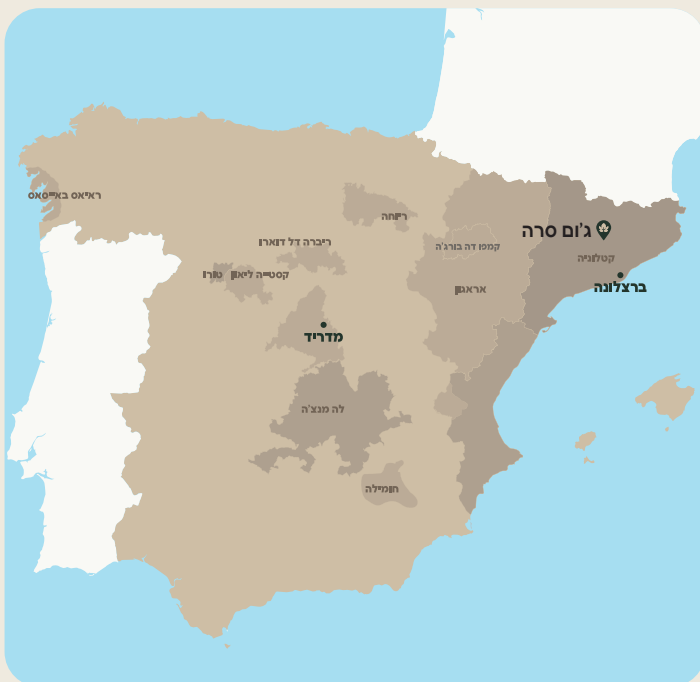 ראיאס באייסאס
ריוחה
ג'ום סרה
ריברה דל דוארו
קמפו דה בורג'ה
קטלוניה
קסטייה ליאון
טורו
אראגון
ברצלונה
מדריד
לה מנצ'ה
חומילה